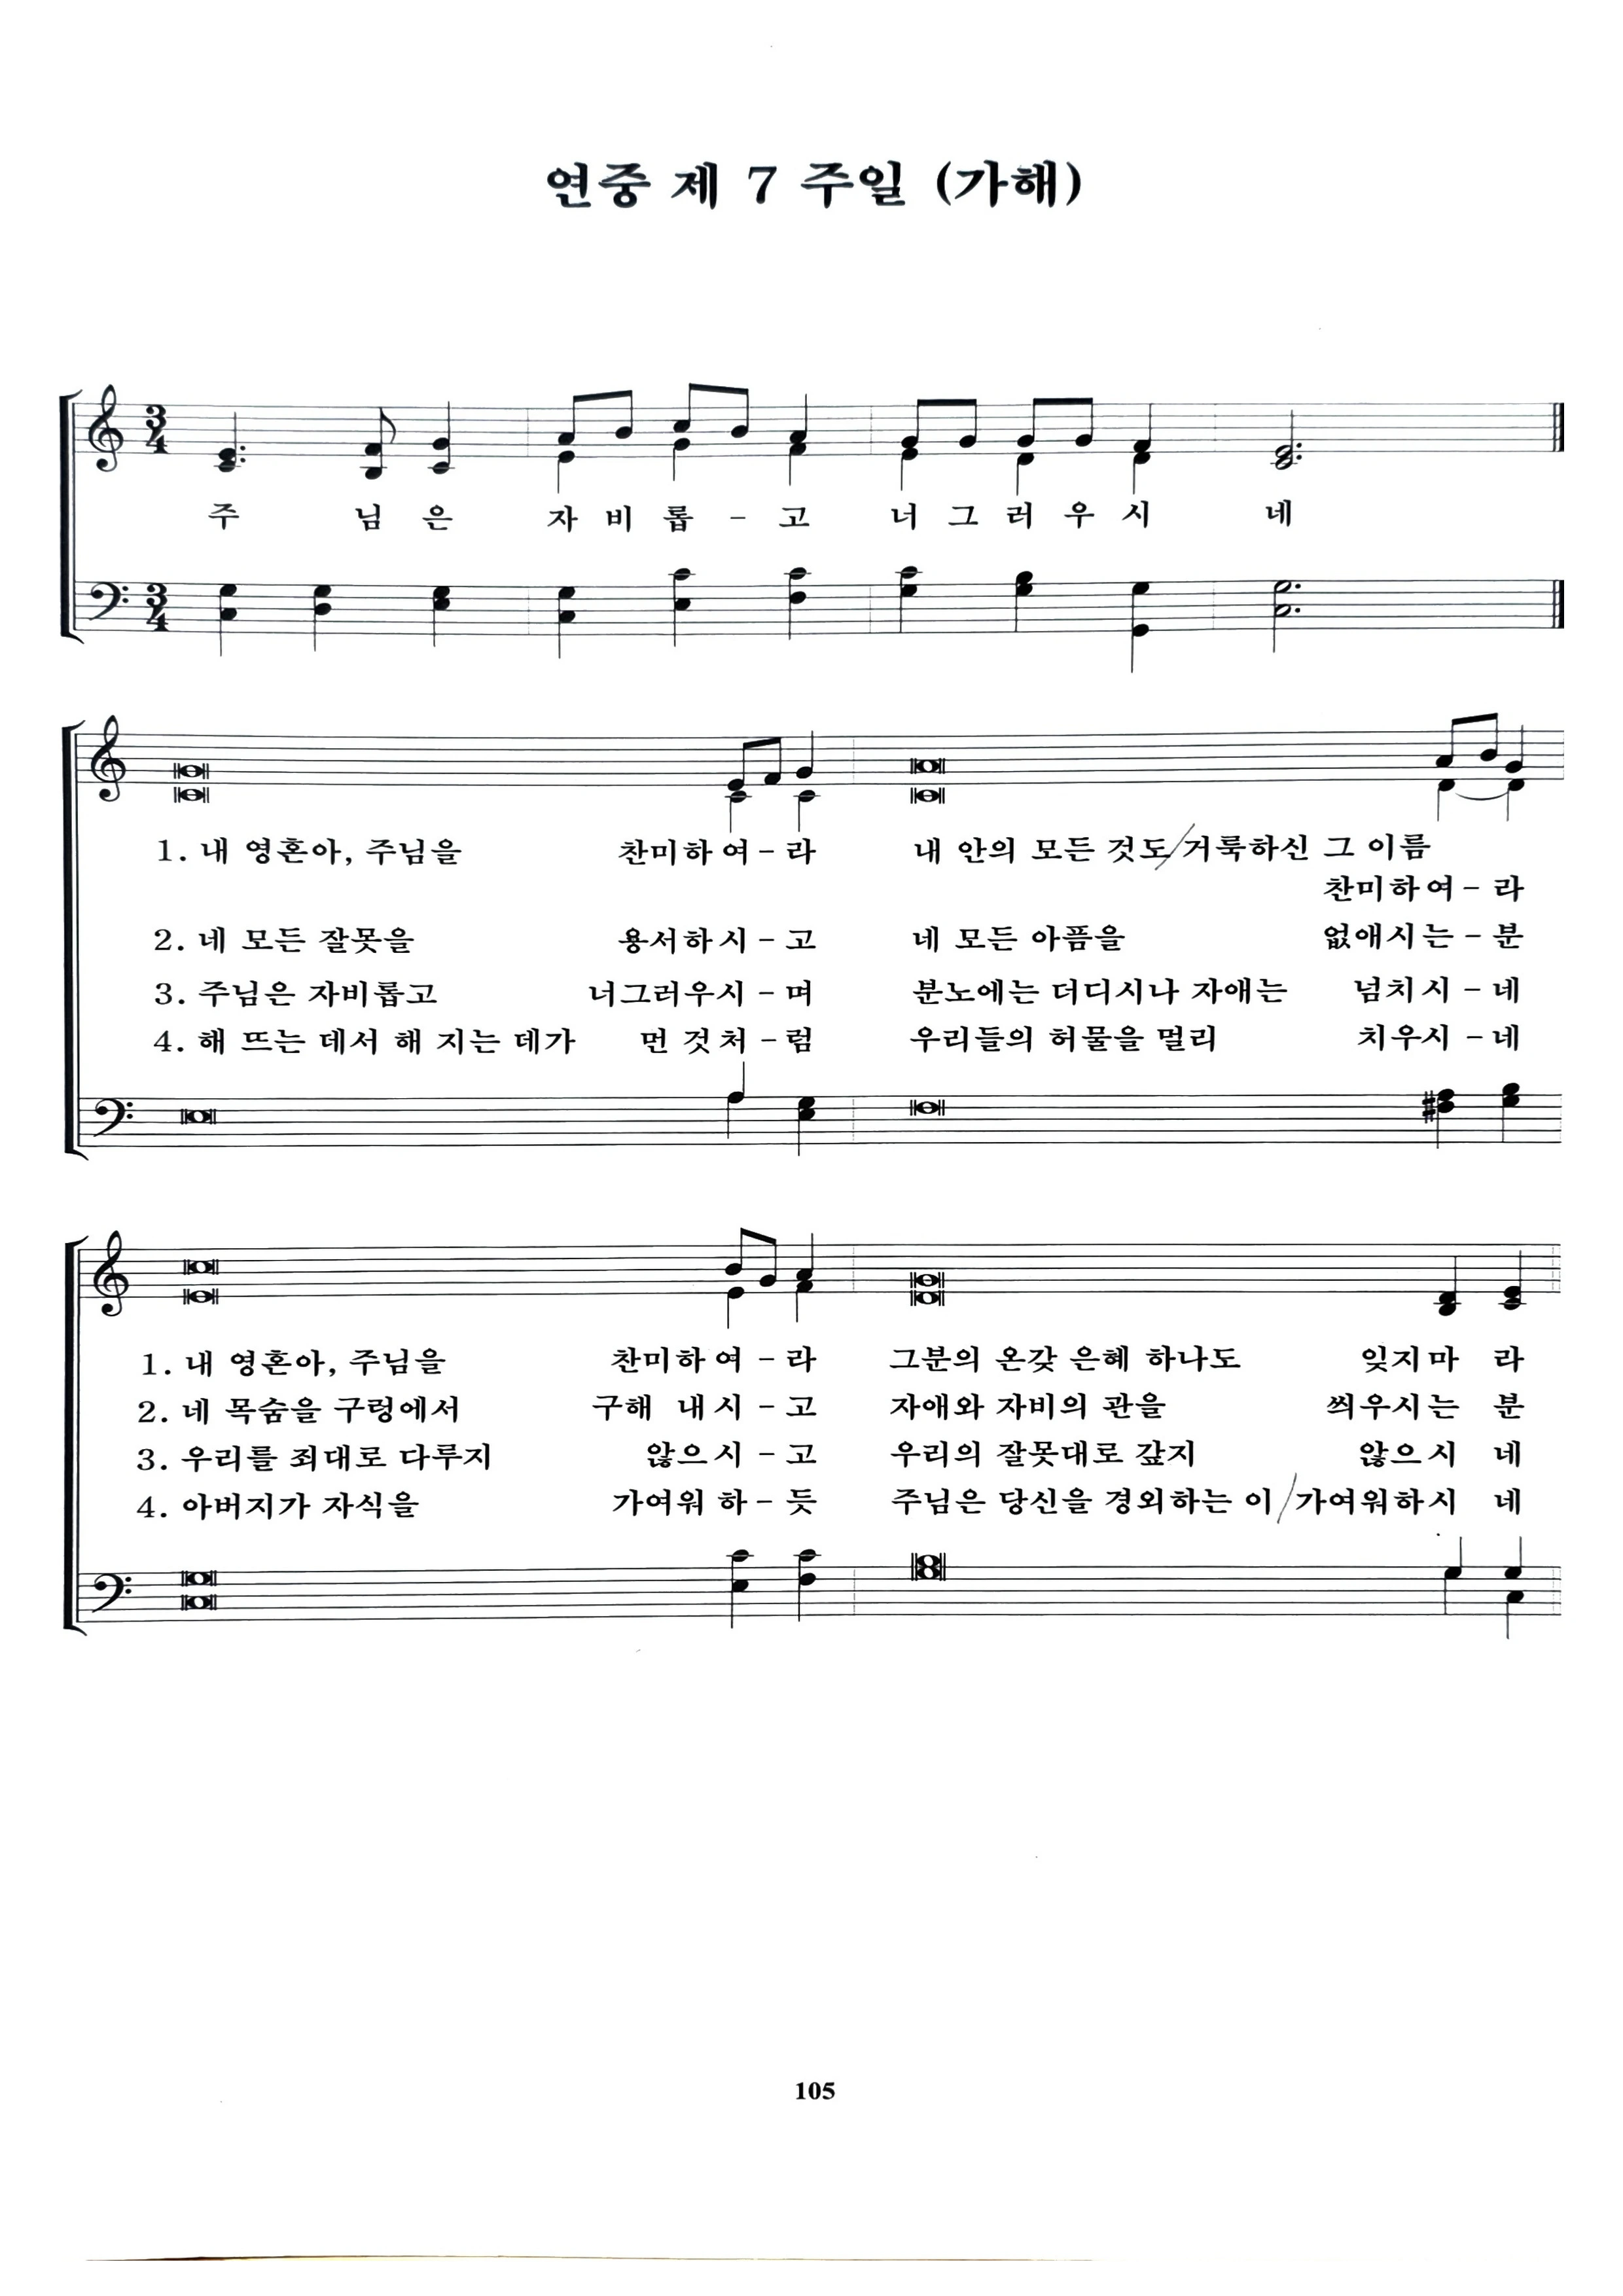 연중 제 7 주일 (가해)
3 4
주 님 은 자 비 롭 - 고 너 그 러 우 시 네
3 4
1. 내 영혼아, 주님을 찬미하 여 - 라 내 안의 모든 것도 / 거룩하신 그 이름
찬미하 여 - 라
2. 네 모든 잘못을 용서하 시 - 고 네 모든 아픔을 없애시는 - 분
3. 주님은 자비롭고 너그러우시 - 며 분노에는 더디시나 자애는 넘치 시 - 네
4. 해 뜨는 데서 해 지는 데가 먼 것 처 - 럼 우리들의 허물을 멀리 치우시 - 네
1. 내 영혼아, 주님을 찬미하 여 - 라 그분의 온갖 은혜 하나도 잊지 마 라
2. 네 목숨을 구렁에서 구해 내 시 - 고 자애와 자비의 관을 씌우시는 분
3. 우리를 죄대로 다루지 않으 시 - 고 우리의 잘못대로 갚지 않으시 네
4. 아버지가 자식을 가여워 하 - 듯 주님은 당신을 경외하는 이 / 가여워하시 네
105